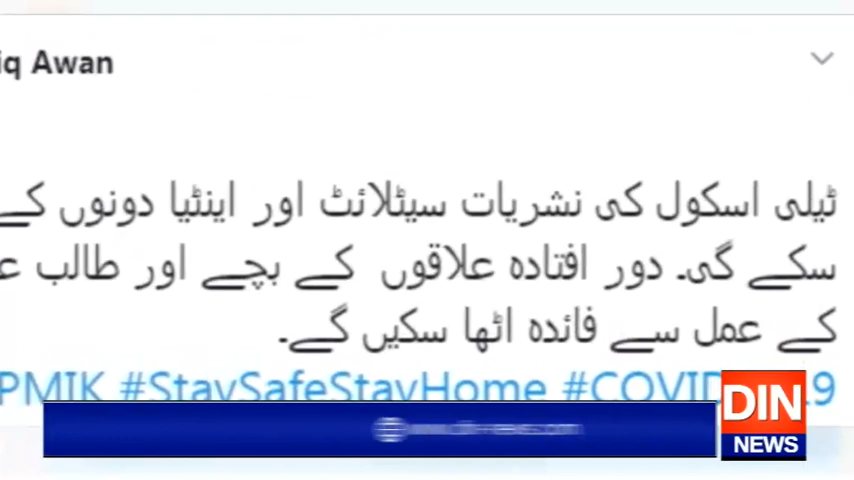 iq Awan
ٹیلی اسکول کی نشریات سیٹلائٹ اور اینٹیا دونوں کے
سکے گی۔ دور افتادہ علاقوں کے بچے اور طالب ع
کے عمل سے فائدہ اٹھا سکیں گے۔
PMIK #StaySafeStayHome #COVID 19
DIN
NEWS